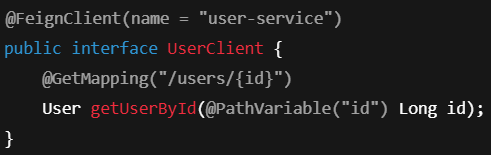 @FeignClient(name = "user-service")
public interface UserClient {
    @GetMapping("/users/{id}")
    User getUserById(@PathVariable("id") Long id);
}